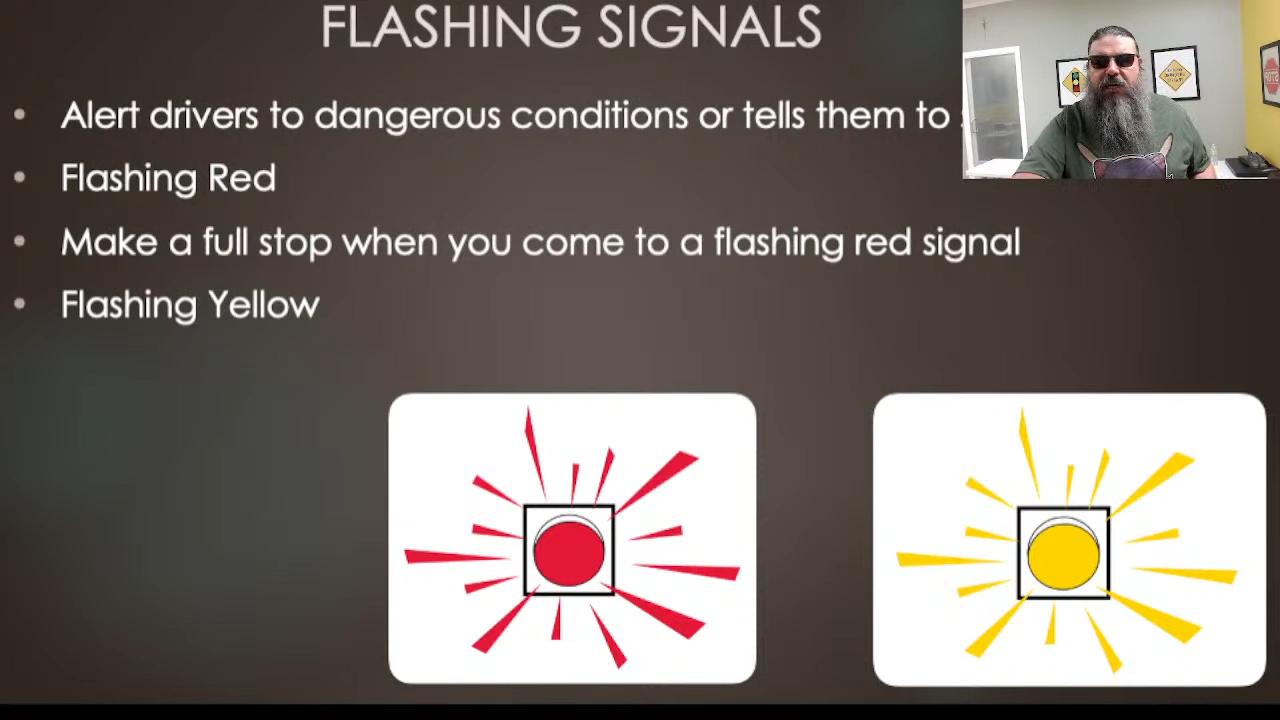 FLASHING SIGNALS
• Alert drivers to dangerous conditions or tells them to
• Flashing Red
• Make a full stop when you come to a flashing red signal
• Flashing Yellow